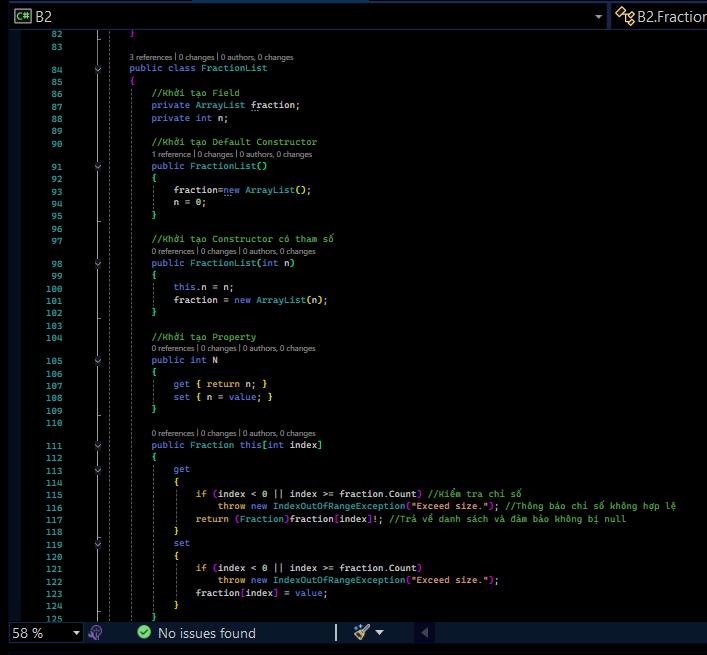 C# B2 B2.Fraction
82 }
83
3 references | 0 changes | 0 authors, 0 changes
84 public class FractionList
85 {
86 //Khởi tạo Field
87 private ArrayList fraction;
88 private int n;
89
90 //Khởi tạo Default Constructor
1 reference | 0 changes | 0 authors, 0 changes
91 public FractionList()
92 {
93 fraction=new ArrayList();
94 n = 0;
95 }
96
97 //Khởi tạo Constructor có tham số
0 references | 0 changes | 0 authors, 0 changes
98 public FractionList(int n)
99 {
100 this.n = n;
101 fraction = new ArrayList(n);
102 }
103
104 //Khởi tạo Property
0 references | 0 changes | 0 authors, 0 changes
105 public int N
106 {
107 get { return n; }
108 set { n = value; }
109 }
110
0 references | 0 changes | 0 authors, 0 changes
111 public Fraction this[int index]
112 {
113 get
114 {
115 if (index < 0 || index >= fraction.Count) //Kiểm tra chỉ số
116 throw new IndexOutOfRangeException("Exceed size."); //Thông báo chỉ số không hợp lệ
117 return (Fraction)fraction[index]!; //Trả về danh sách và đảm bảo không bị null
118 }
119 set
120 {
121 if (index < 0 || index >= fraction.Count)
122 throw new IndexOutOfRangeException("Exceed size.");
123 fraction[index] = value;
124 }
125 }
58 % No issues found